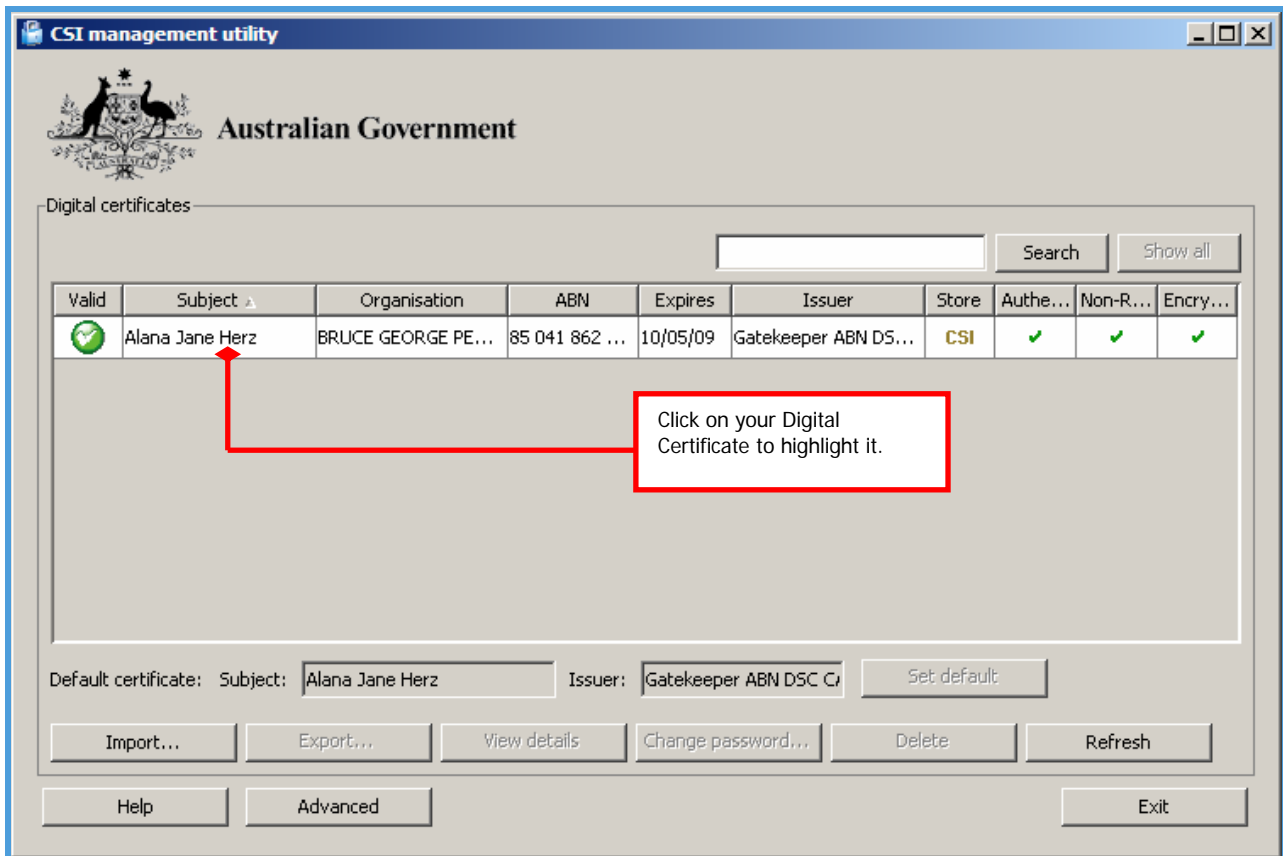 CSI management utility
Australian Government
Digital certificates
Search Show all
Valid Subject Organisation ABN Expires Issuer Store Authe... Non-R... Encry...
Alana Jane Herz BRUCE GEORGE PE... 85 041 862 ... 10/05/09 Gatekeeper ABN DS... CSI
Click on your Digital
Certificate to highlight it.
Default certificate: Subject: Alana Jane Herz Issuer: Gatekeeper ABN DSC CA Set default
Import... Export... View details Change password... Delete Refresh
Help Advanced Exit